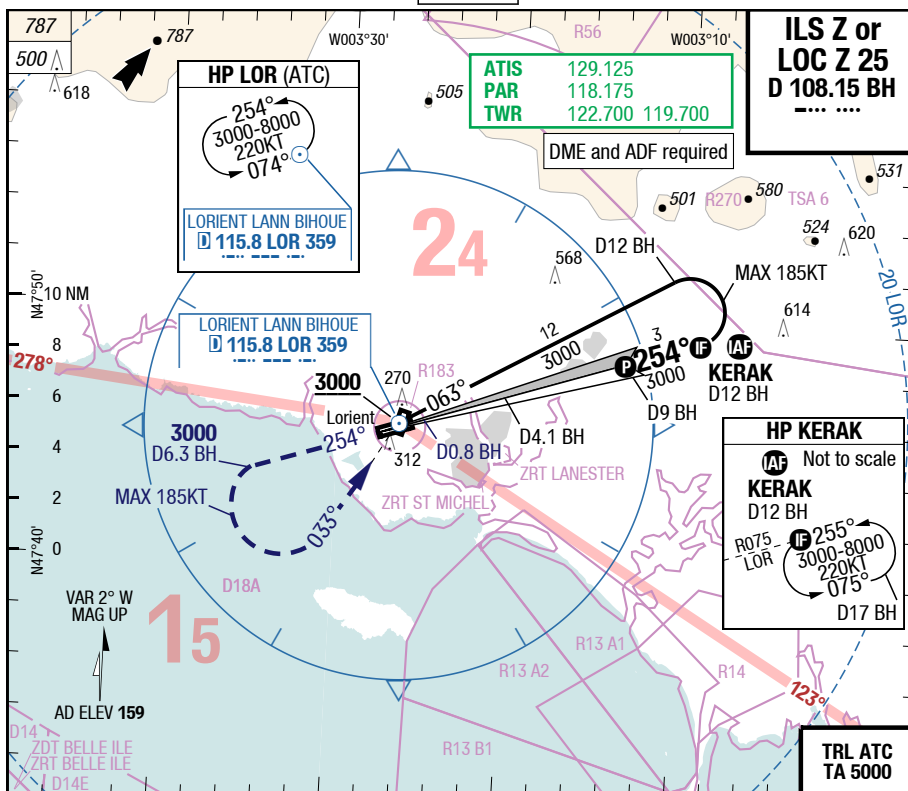 787
500
618
787
W003°30'
R56
W003°10'
ILS Z or
LOC Z 25
D 108.15 BH
HP LOR (ATC)
254°
3000-8000
220KT
074°
LORIENT LANN BIHOUE
D 115.8 LOR 359
505
ATIS 129.125
PAR 118.175
TWR 122.700 119.700
DME and ADF required
531
501
R270
580
TSA 6
524
620
24
568
D12 BH
MAX 185KT
20 LOR
N47°50'
10 NM
614
LORIENT LANN BIHOUE
D 115.8 LOR 359
12
3000
3
8
278°
P
254°
IF
IAF
KERAK
D12 BH
3000
6
3000
270
R183
063°
D9 BH
Lorient
254°
D4.1 BH
3000
D6.3 BH
4
312
D0.8 BH
ZRT LANESTER
MAX 185KT
2
033°
ZRT ST MICHEL
N47°40'
0
HP KERAK
IAF Not to scale
KERAK
D12 BH
R075
LOR
IF 255°
3000-8000
220KT
075°
D17 BH
D18A
VAR 2° W
MAG UP
15
AD ELEV 159
R13 A1
R13 A2
R14
123°
R13 B1
D14
ZDT BELLE ILE
ZRT BELLE ILE
D14E
TRL ATC
TA 5000